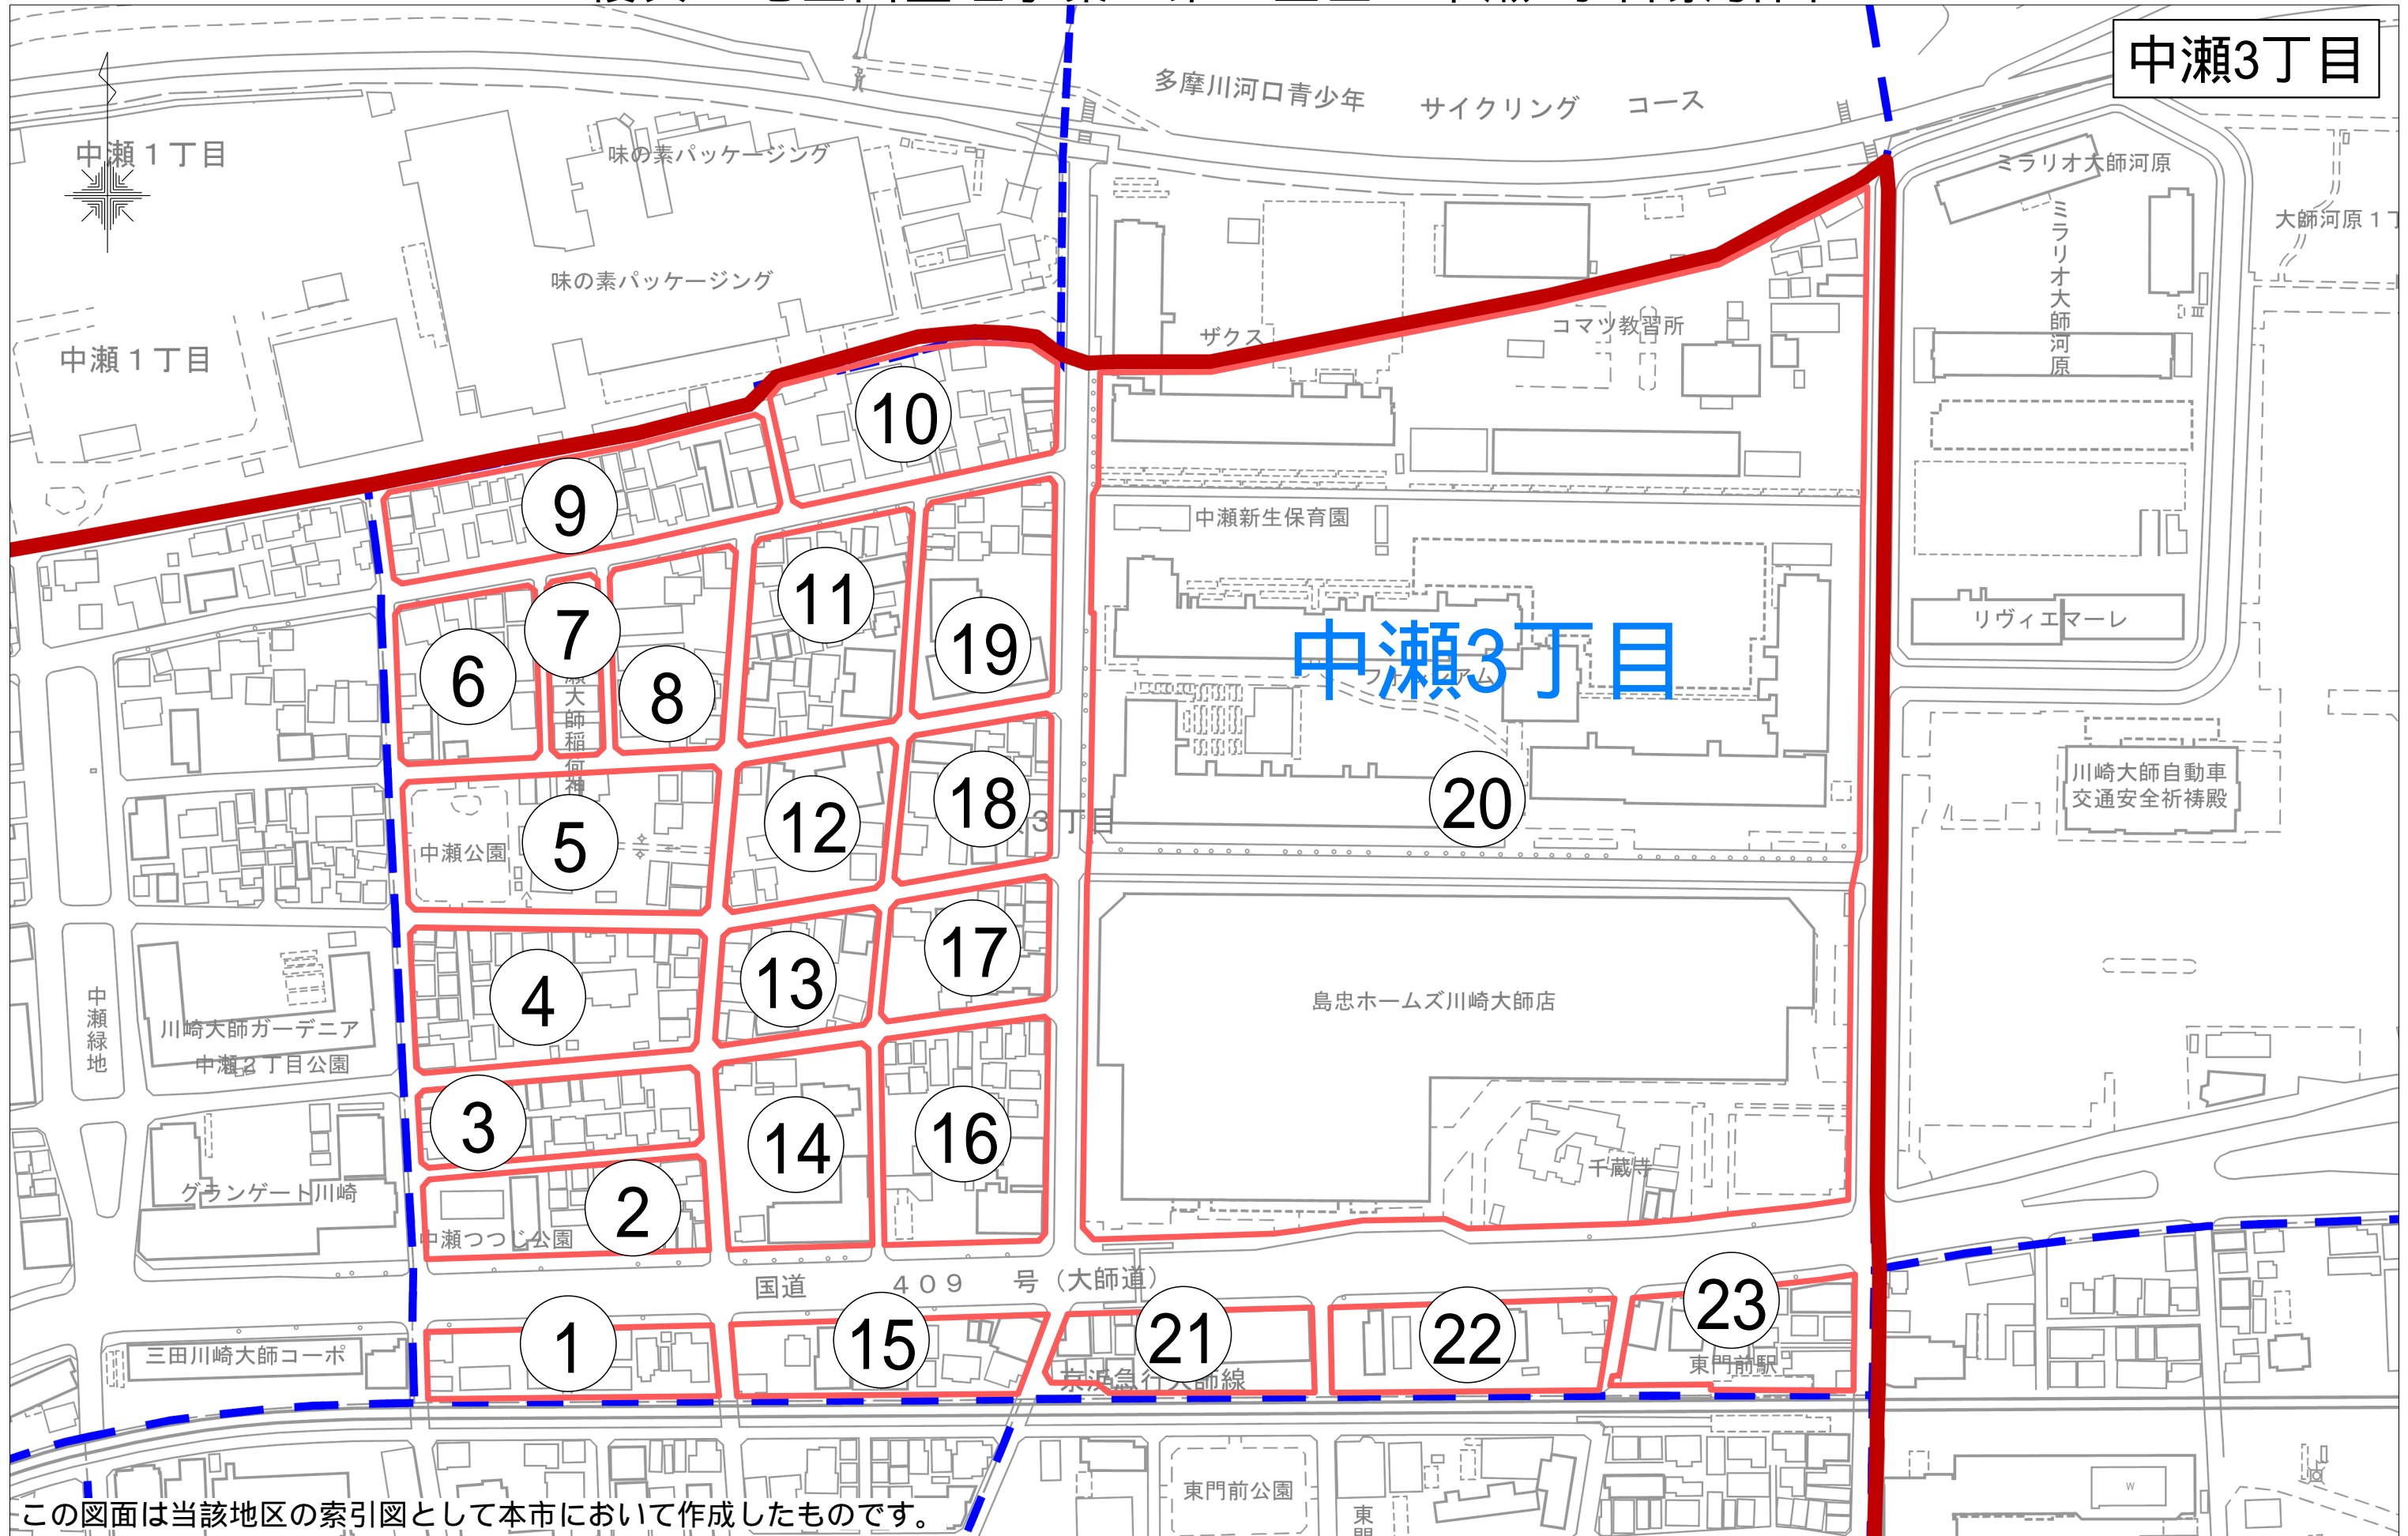 中瀬3丁目
多摩川河口青少年 サイクリング コース
中瀬1丁目
味の素パッケージング
ミラリオ大師河原
ミラリオ大師河原
大師河原1丁
味の素パッケージング
中瀬1丁目
ザクス
コマツ教習所
10
9
中瀬新生保育園
11
7
19
6
8
中瀬3丁目
リヴィエマーレ
瀬大師稲荷神
20
18
12
3丁目
5
中瀬公園
川崎大師自動車
交通安全祈祷殿
17
13
4
島忠ホームズ川崎大師店
中瀬緑地
川崎大師ガーデニア
中瀬2丁目公園
3
14
16
千蔵寺
グランゲート川崎
2
中瀬つつじ公園
国道 409 号(大師道)
23
1
15
21
22
三田川崎大師コーポ
京浜急行大師線
東門前駅
東門前公園
W
この図面は当該地区の索引図として本市において作成したものです。